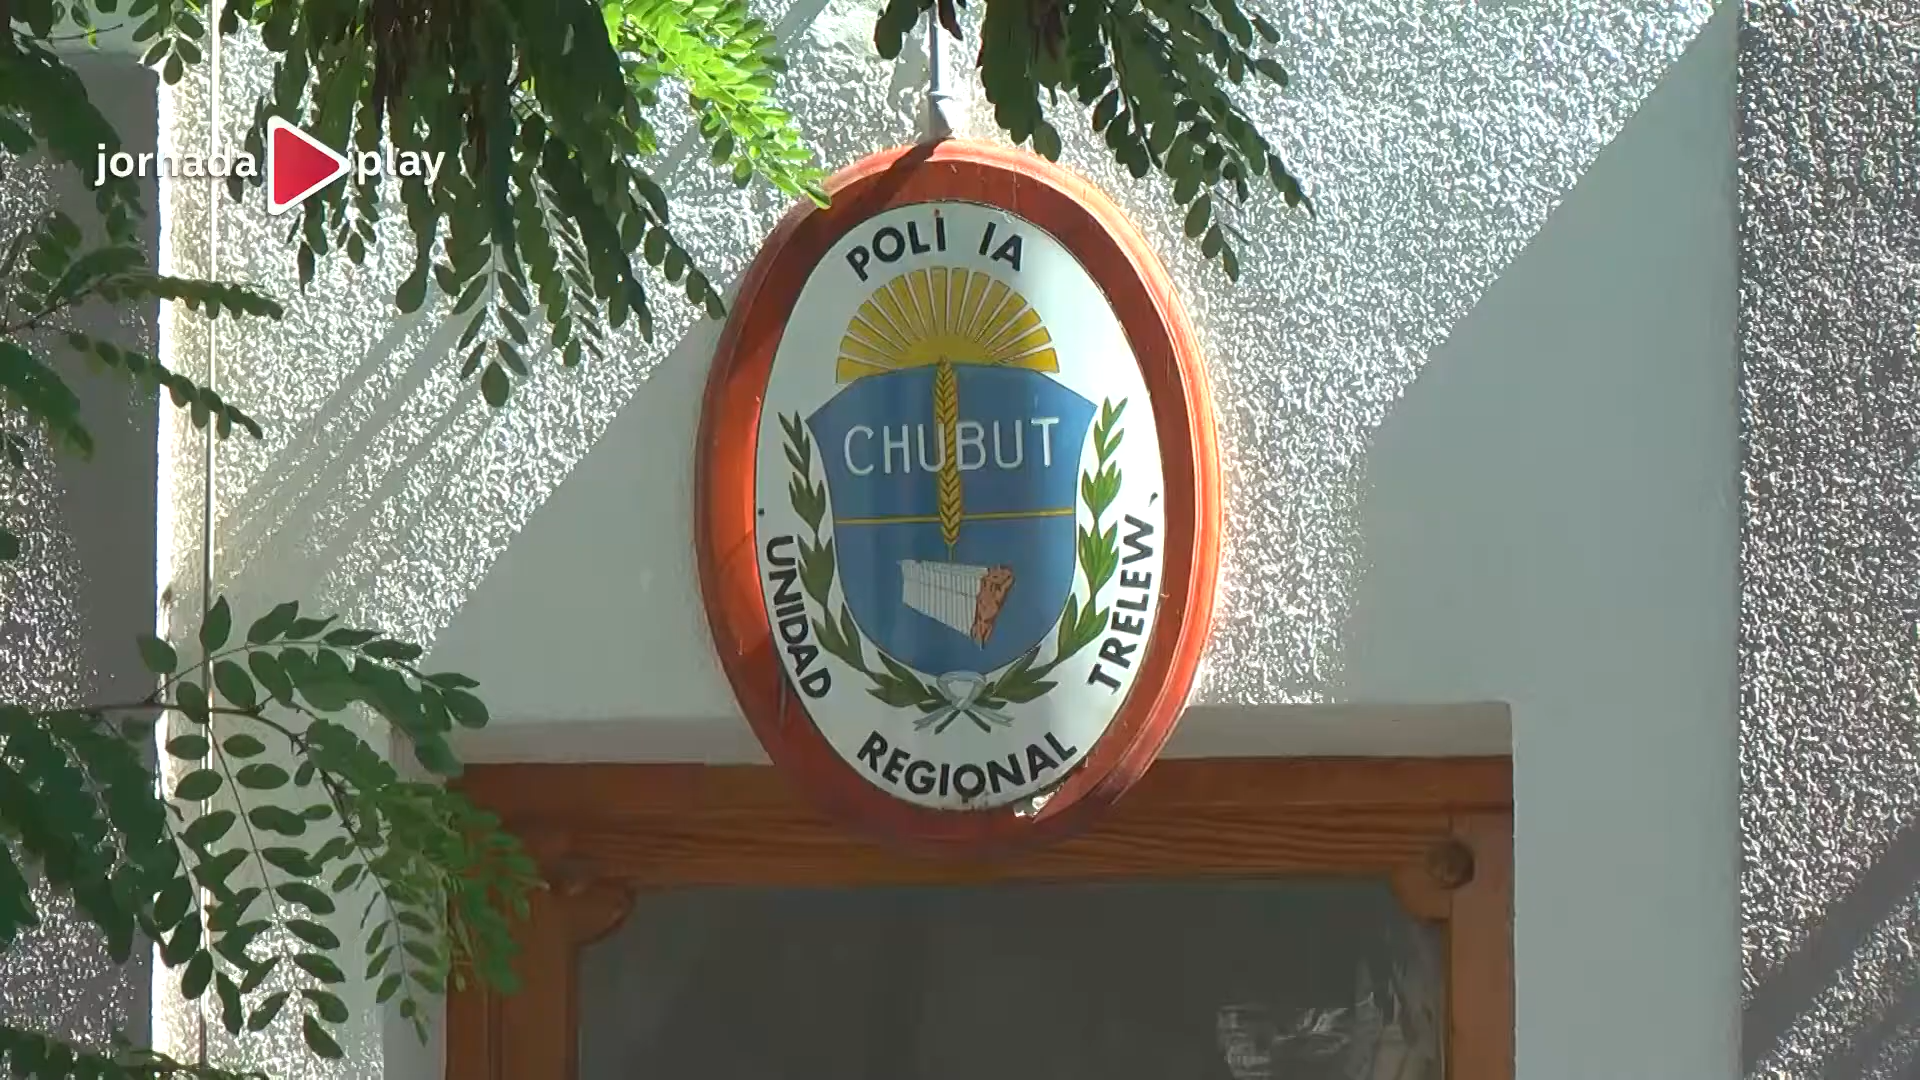 jornada play
POLI IA
CHUBUT
UNIDAD
REGIONAL
TRELEW